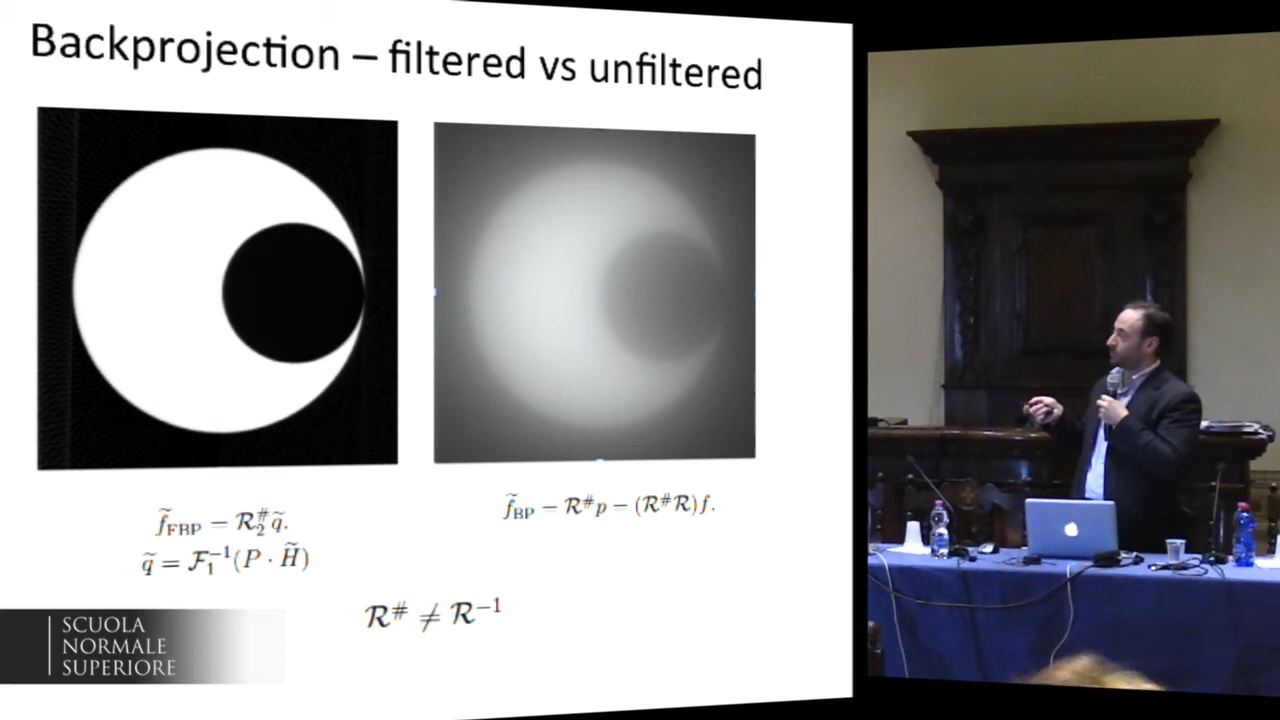 Backprojection – filtered vs unfiltered
f̃_FBP − R₂^# q̃.
f̃_BP − R^# p − (R^# R) f.
q̃ = F₁^{−1}(P · H̃)
R^# ≠ R^{−1}
SCUOLA
NORMALE
SUPERIORE